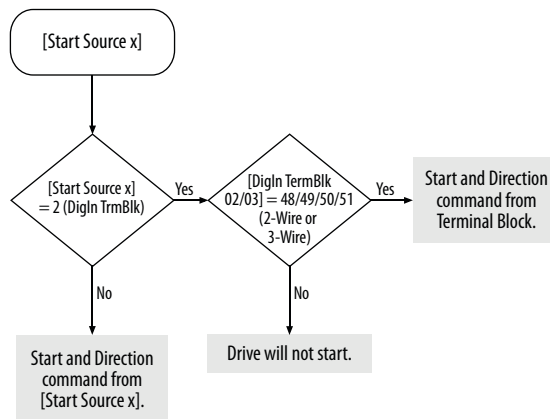 [Start Source x]
[Start Source x]
= 2 (DigIn TrmBlk)
Yes
[DigIn TermBlk
02/03] = 48/49/50/51
(2-Wire or
3-Wire)
Yes
Start and Direction
command from
Terminal Block.
No
No
Start and Direction
command from
[Start Source x].
Drive will not start.